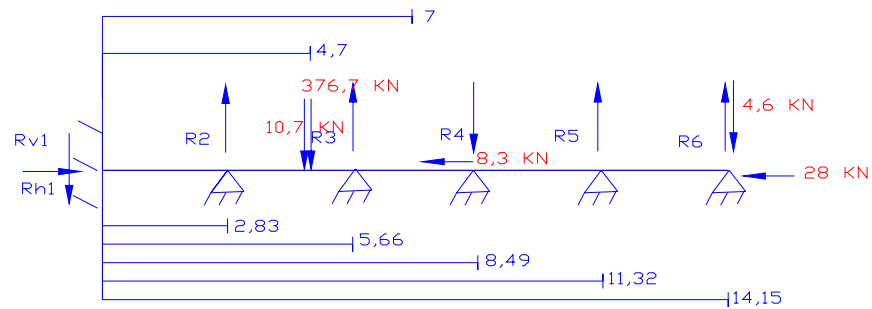 7
4,7
376,7 KN
4,6 KN
10,7 KN
Rv1
R2
R3
R4
R5
R6
8,3 KN
28 KN
Rh1
2,83
5,66
8,49
11,32
14,15